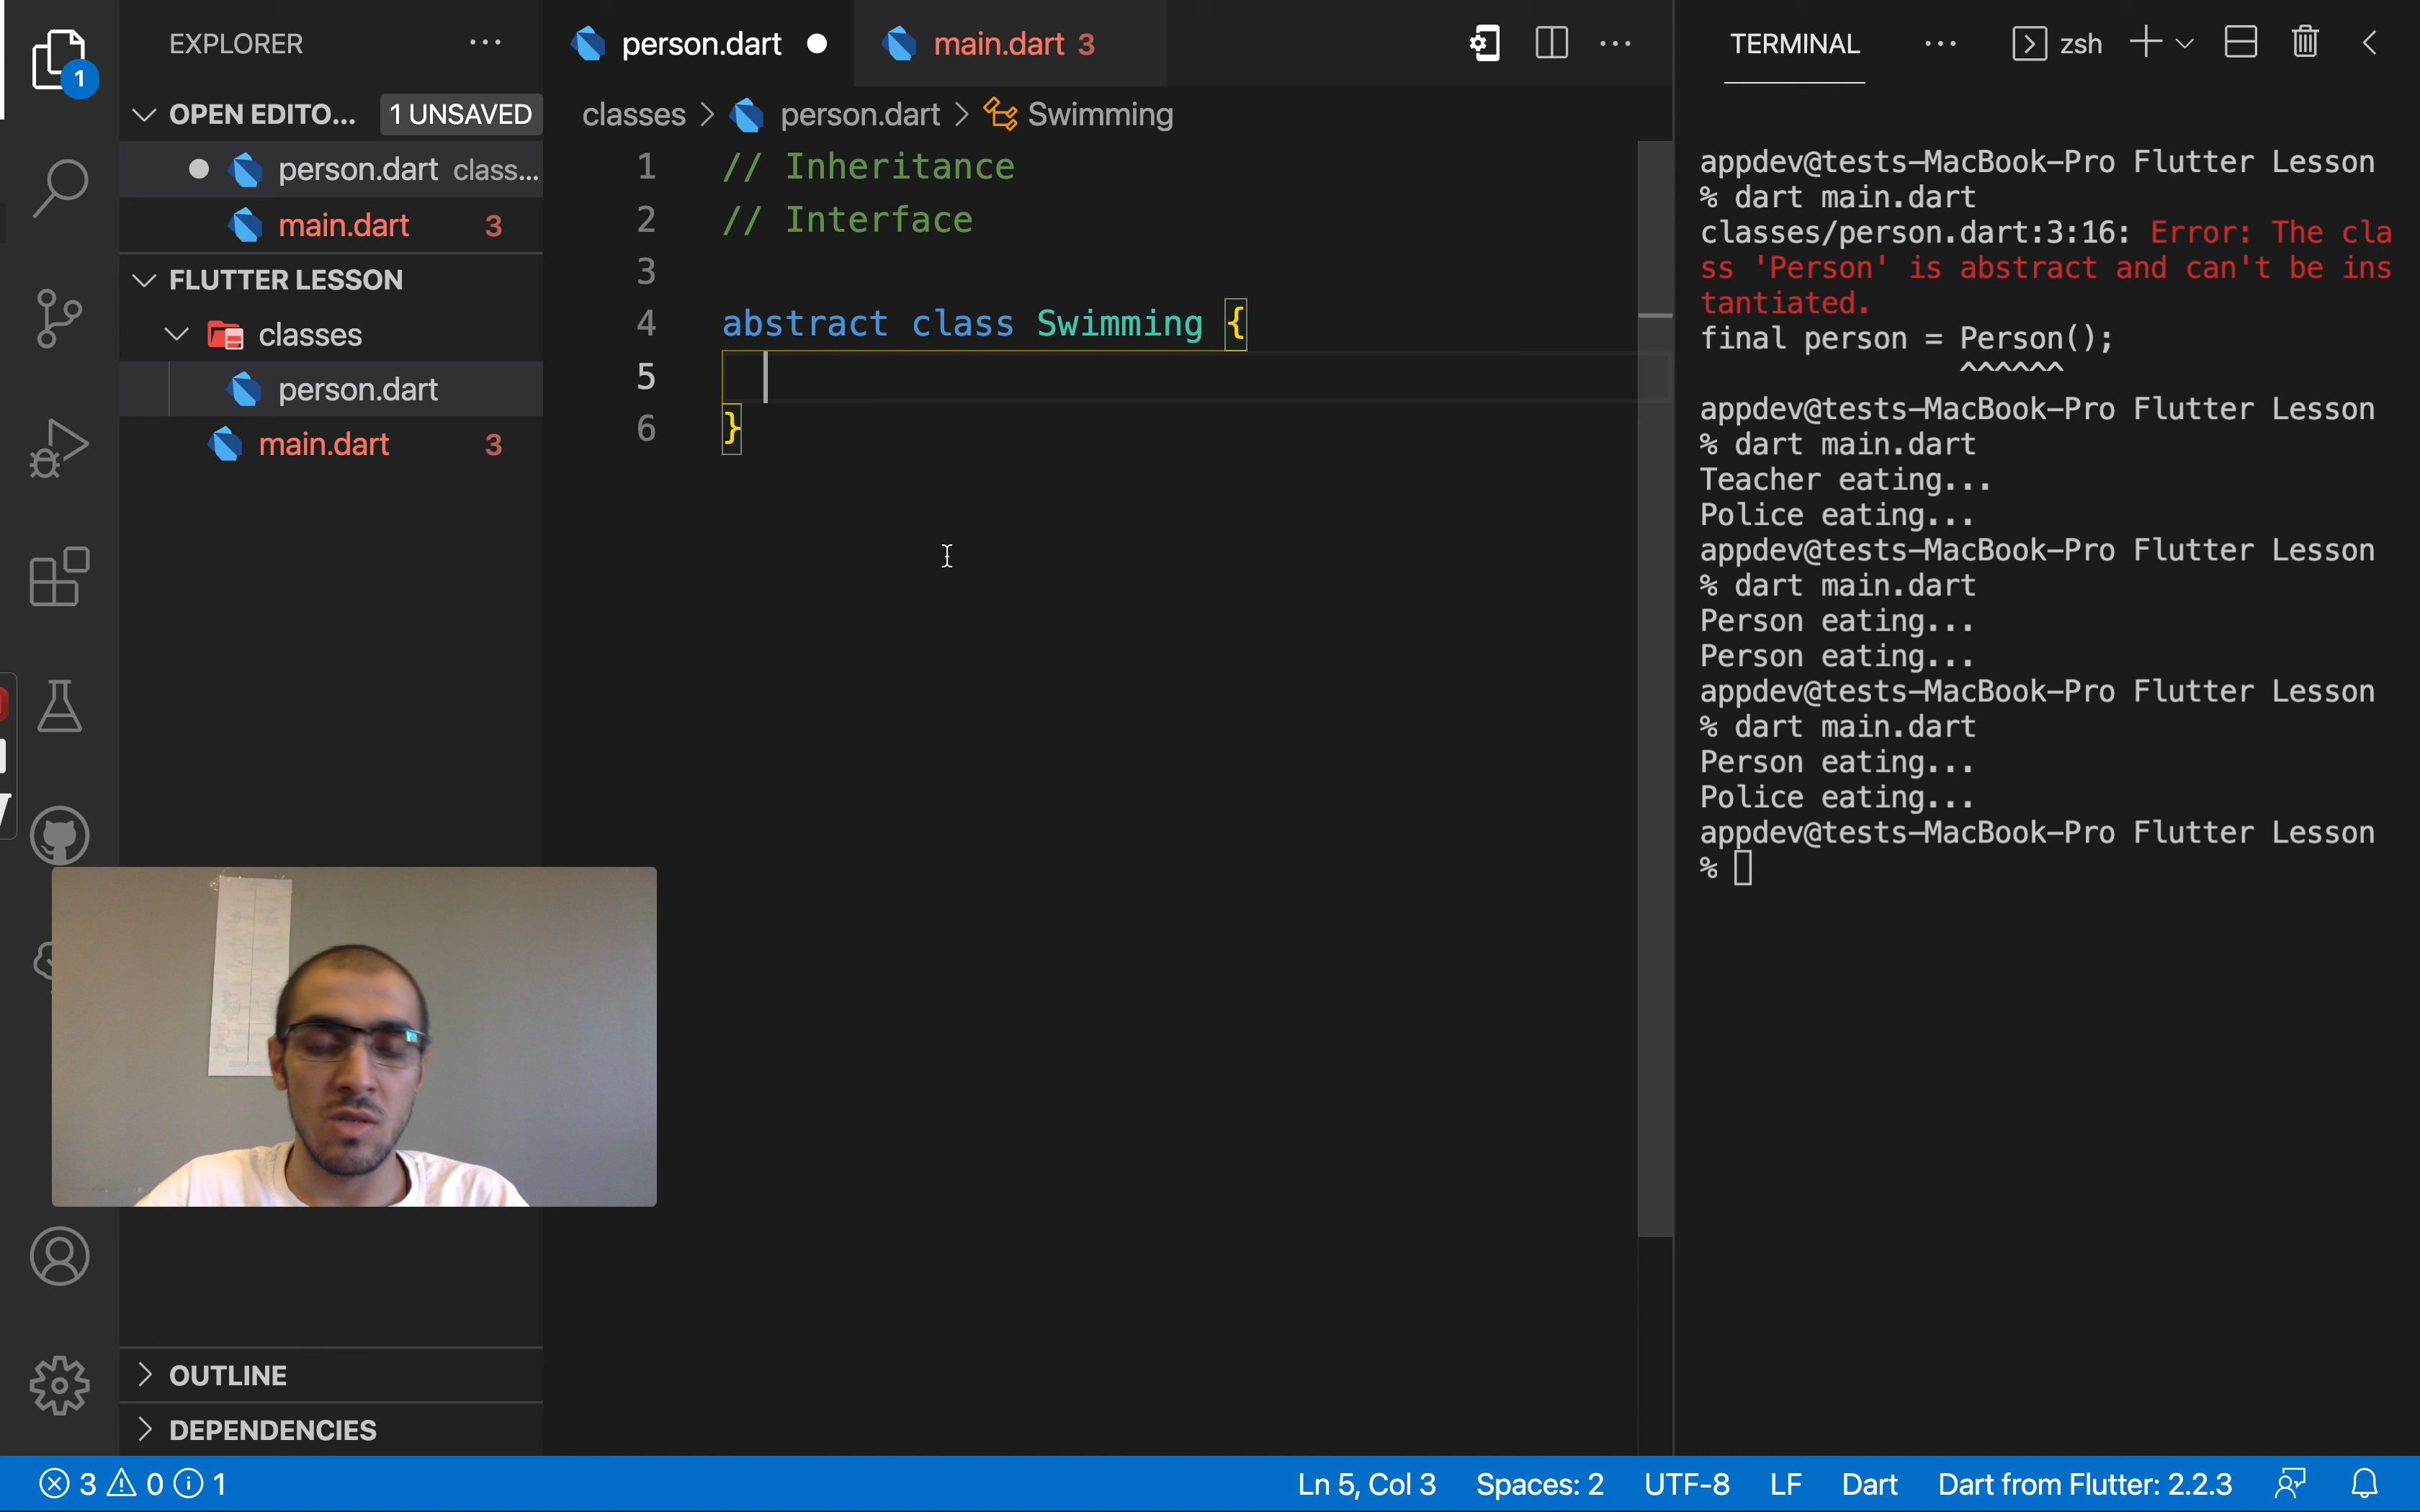 EXPLORER
OPEN EDITO... 1 UNSAVED
person.dart class...
main.dart 3
FLUTTER LESSON
classes
person.dart
main.dart 3
OUTLINE
DEPENDENCIES
1
person.dart
main.dart 3
classes > person.dart > Swimming
1 // Inheritance
2 // Interface
3
4 abstract class Swimming {
5
6 }
TERMINAL
zsh
appdev@tests-MacBook-Pro Flutter Lesson
% dart main.dart
classes/person.dart:3:16: Error: The cla
ss 'Person' is abstract and can't be ins
tantiated.
final person = Person();
^^^^^^
appdev@tests-MacBook-Pro Flutter Lesson
% dart main.dart
Teacher eating...
Police eating...
appdev@tests-MacBook-Pro Flutter Lesson
% dart main.dart
Person eating...
Person eating...
appdev@tests-MacBook-Pro Flutter Lesson
% dart main.dart
Person eating...
Police eating...
appdev@tests-MacBook-Pro Flutter Lesson
%
3 0 1
Ln 5, Col 3 Spaces: 2 UTF-8 LF Dart Dart from Flutter: 2.2.3